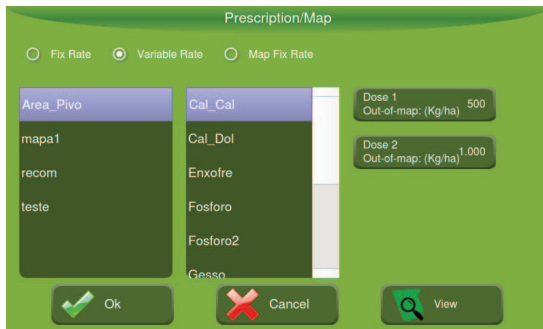 Prescription/Map
Fix Rate
Variable Rate
Map Fix Rate
Area_Pivo
mapa1
recom
teste
Cal_Cal
Cal_Dol
Enxofre
Fosforo
Fosforo2
Gesso
Dose 1
Out-of-map: (Kg/ha) 500
Dose 2
Out-of-map: (Kg/ha) 1.000
Ok
Cancel
View